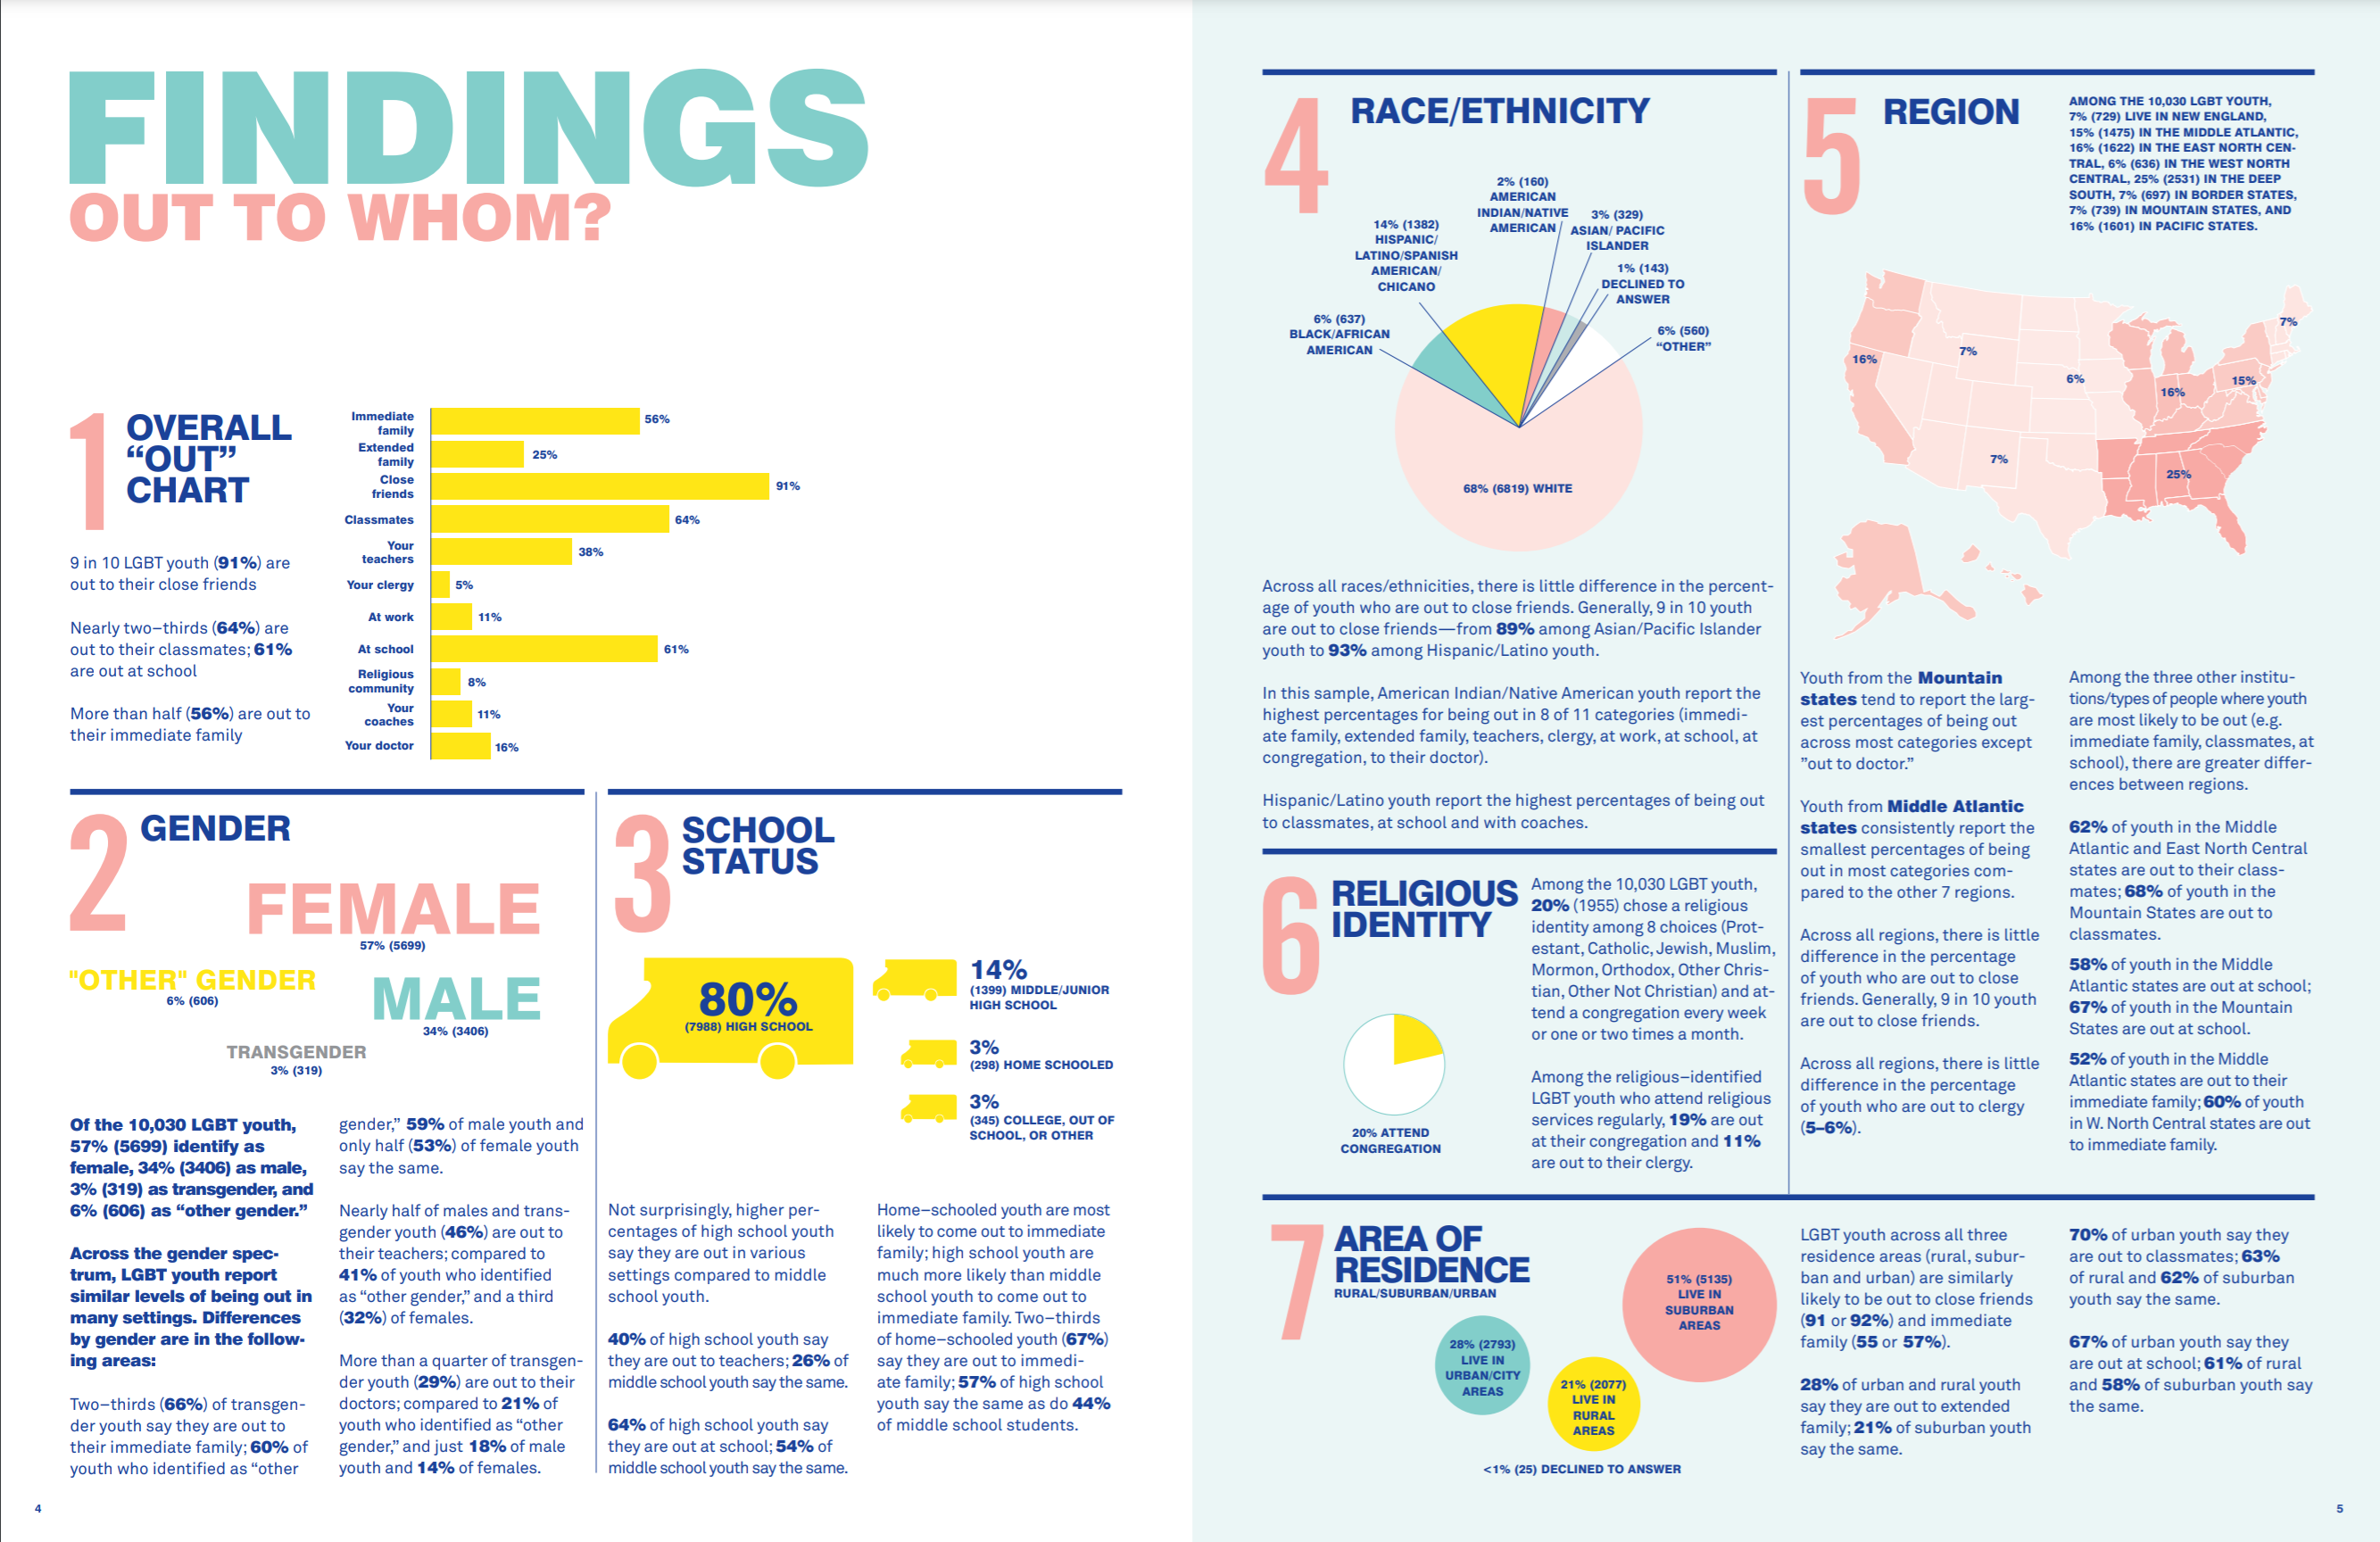 FINDINGS
OUT TO WHOM?
1
OVERALL
“OUT”
CHART
9 in 10 LGBT youth (91%) are
out to their close friends
Nearly two–thirds (64%) are
out to their classmates; 61%
are out at school
More than half (56%) are out to
their immediate family
Immediate
family
56%
Extended
family
25%
Close
friends
91%
Classmates
64%
Your
teachers
38%
Your clergy
5%
At work
11%
At school
61%
Religious
community
8%
Your
coaches
11%
Your doctor
16%
2
GENDER
FEMALE
57% (5699)
"OTHER" GENDER
6% (606)
MALE
34% (3406)
TRANSGENDER
3% (319)
Of the 10,030 LGBT youth,
57% (5699) identify as
female, 34% (3406) as male,
3% (319) as transgender, and
6% (606) as “other gender.”
Across the gender spec-
trum, LGBT youth report
similar levels of being out in
many settings. Differences
by gender are in the follow-
ing areas:
Two–thirds (66%) of transgen-
der youth say they are out to
their immediate family; 60% of
youth who identified as “other
gender,” 59% of male youth and
only half (53%) of female youth
say the same.
Nearly half of males and trans-
gender youth (46%) are out to
their teachers; compared to
41% of youth who identified
as “other gender,” and a third
(32%) of females.
More than a quarter of transgen-
der youth (29%) are out to their
doctors; compared to 21% of
youth who identified as “other
gender,” and just 18% of male
youth and 14% of females.
3
SCHOOL
STATUS
80%
(7988) HIGH SCHOOL
14%
(1399) MIDDLE/JUNIOR
HIGH SCHOOL
3%
(298) HOME SCHOOLED
3%
(345) COLLEGE, OUT OF
SCHOOL, OR OTHER
Not surprisingly, higher per-
centages of high school youth
say they are out in various
settings compared to middle
school youth.
40% of high school youth say
they are out to teachers; 26% of
middle school youth say the same.
64% of high school youth say
they are out at school; 54% of
middle school youth say the same.
Home–schooled youth are most
likely to come out to immediate
family; high school youth are
much more likely than middle
school youth to come out to
immediate family. Two–thirds
of home–schooled youth (67%)
say they are out to immedi-
ate family; 57% of high school
youth say the same as do 44%
of middle school students.
4
4
RACE/ETHNICITY
2% (160)
AMERICAN
INDIAN/NATIVE
AMERICAN
3% (329)
ASIAN/ PACIFIC
ISLANDER
14% (1382)
HISPANIC/
LATINO/SPANISH
AMERICAN/
CHICANO
1% (143)
DECLINED TO
ANSWER
6% (637)
BLACK/AFRICAN
AMERICAN
6% (560)
“OTHER”
68% (6819) WHITE
Across all races/ethnicities, there is little difference in the percent-
age of youth who are out to close friends. Generally, 9 in 10 youth
are out to close friends—from 89% among Asian/Pacific Islander
youth to 93% among Hispanic/Latino youth.
In this sample, American Indian/Native American youth report the
highest percentages for being out in 8 of 11 categories (immedi-
ate family, extended family, teachers, clergy, at work, at school, at
congregation, to their doctor).
Hispanic/Latino youth report the highest percentages of being out
to classmates, at school and with coaches.
5
REGION
AMONG THE 10,030 LGBT YOUTH,
7% (729) LIVE IN NEW ENGLAND,
15% (1475) IN THE MIDDLE ATLANTIC,
16% (1622) IN THE EAST NORTH CEN-
TRAL, 6% (636) IN THE WEST NORTH
CENTRAL, 25% (2531) IN THE DEEP
SOUTH, 7% (697) IN BORDER STATES,
7% (739) IN MOUNTAIN STATES, AND
16% (1601) IN PACIFIC STATES.
7%
16%
7%
6%
16%
15%
7%
25%
Youth from the Mountain
states tend to report the larg-
est percentages of being out
across most categories except
”out to doctor.”
Youth from Middle Atlantic
states consistently report the
smallest percentages of being
out in most categories com-
pared to the other 7 regions.
Across all regions, there is little
difference in the percentage
of youth who are out to close
friends. Generally, 9 in 10 youth
are out to close friends.
Across all regions, there is little
difference in the percentage
of youth who are out to clergy
(5–6%).
Among the three other institu-
tions/types of people where youth
are most likely to be out (e.g.
immediate family, classmates, at
school), there are greater differ-
ences between regions.
62% of youth in the Middle
Atlantic and East North Central
states are out to their class-
mates; 68% of youth in the
Mountain States are out to
classmates.
58% of youth in the Middle
Atlantic states are out at school;
67% of youth in the Mountain
States are out at school.
52% of youth in the Middle
Atlantic states are out to their
immediate family; 60% of youth
in W. North Central states are out
to immediate family.
6
RELIGIOUS
IDENTITY
20% ATTEND
CONGREGATION
Among the 10,030 LGBT youth,
20% (1955) chose a religious
identity among 8 choices (Prot-
estant, Catholic, Jewish, Muslim,
Mormon, Orthodox, Other Chris-
tian, Other Not Christian) and at-
tend a congregation every week
or one or two times a month.
Among the religious–identified
LGBT youth who attend religious
services regularly, 19% are out
at their congregation and 11%
are out to their clergy.
7
AREA OF
RESIDENCE
RURAL/SUBURBAN/URBAN
51% (5135)
LIVE IN
SUBURBAN
AREAS
28% (2793)
LIVE IN
URBAN/CITY
AREAS
21% (2077)
LIVE IN
RURAL
AREAS
<1% (25) DECLINED TO ANSWER
LGBT youth across all three
residence areas (rural, subur-
ban and urban) are similarly
likely to be out to close friends
(91 or 92%) and immediate
family (55 or 57%).
28% of urban and rural youth
say they are out to extended
family; 21% of suburban youth
say the same.
70% of urban youth say they
are out to classmates; 63%
of rural and 62% of suburban
youth say the same.
67% of urban youth say they
are out at school; 61% of rural
and 58% of suburban youth say
the same.
5